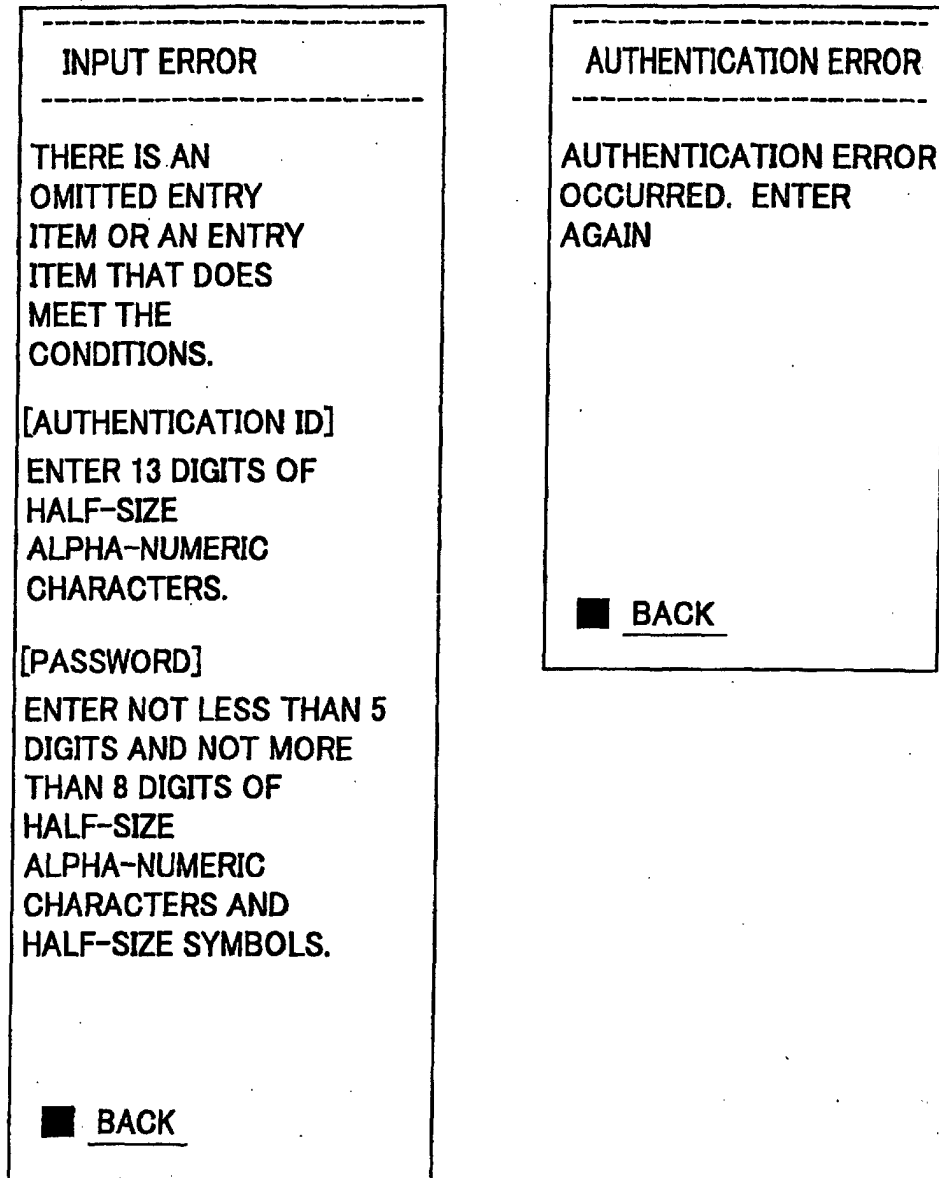 INPUT ERROR
THERE IS AN
OMITTED ENTRY
ITEM OR AN ENTRY
ITEM THAT DOES
MEET THE
CONDITIONS.
[AUTHENTICATION ID]
ENTER 13 DIGITS OF
HALF-SIZE
ALPHA-NUMERIC
CHARACTERS.
[PASSWORD]
ENTER NOT LESS THAN 5
DIGITS AND NOT MORE
THAN 8 DIGITS OF
HALF-SIZE
ALPHA-NUMERIC
CHARACTERS AND
HALF-SIZE SYMBOLS.
BACK
AUTHENTICATION ERROR
AUTHENTICATION ERROR
OCCURRED. ENTER
AGAIN
BACK